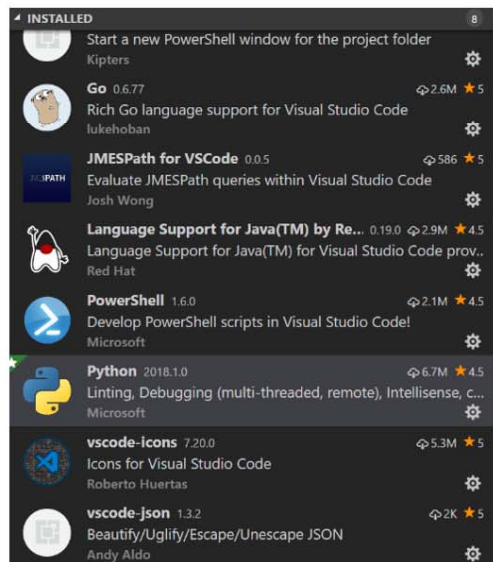 INSTALLED 8
Start a new PowerShell window for the project folder
Kipters
Go 0.6.77 2.6M ★5
Rich Go language support for Visual Studio Code
lukehoban
JMESPath for VSCode 0.0.5 586 ★5
Evaluate JMESPath queries within Visual Studio Code
Josh Wong
Language Support for Java(TM) by Re... 0.19.0 2.9M ★4.5
Language Support for Java(TM) for Visual Studio Code prov..
Red Hat
PowerShell 1.6.0 2.1M ★4.5
Develop PowerShell scripts in Visual Studio Code!
Microsoft
Python 2018.1.0 6.7M ★4.5
Linting, Debugging (multi-threaded, remote), Intellisense, c...
Microsoft
vscode-icons 7.20.0 5.3M ★5
Icons for Visual Studio Code
Roberto Huertas
vscode-json 1.3.2 2K ★5
Beautify/Uglify/Escape/Unescape JSON
Andy Aldo